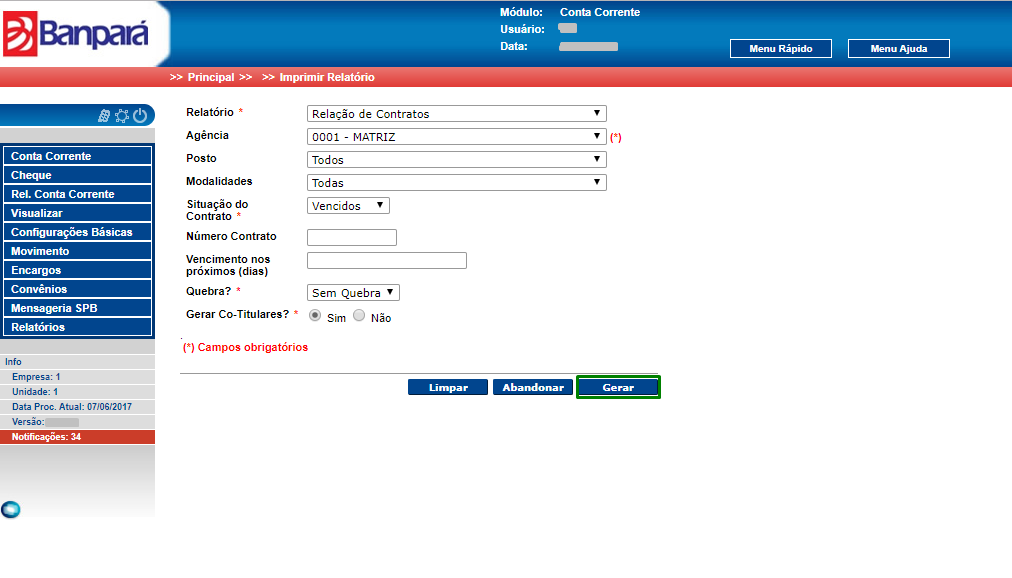 Banpará
Módulo: Conta Corrente
Usuário:
Data:
Menu Rápido
Menu Ajuda
>> Principal >> >> Imprimir Relatório
Conta Corrente
Cheque
Rel. Conta Corrente
Visualizar
Configurações Básicas
Movimento
Encargos
Convênios
Mensageria SPB
Relatórios
Info
Empresa: 1
Unidade: 1
Data Proc. Atual: 07/06/2017
Versão:
Notificações: 34
Relatório * Relação de Contratos
Agência 0001 - MATRIZ (*)
Posto Todos
Modalidades Todas
Situação do
Contrato * Vencidos
Número Contrato
Vencimento nos
próximos (dias)
Quebra? * Sem Quebra
Gerar Co-Titulares? * Sim Não
(*) Campos obrigatórios
Limpar Abandonar Gerar